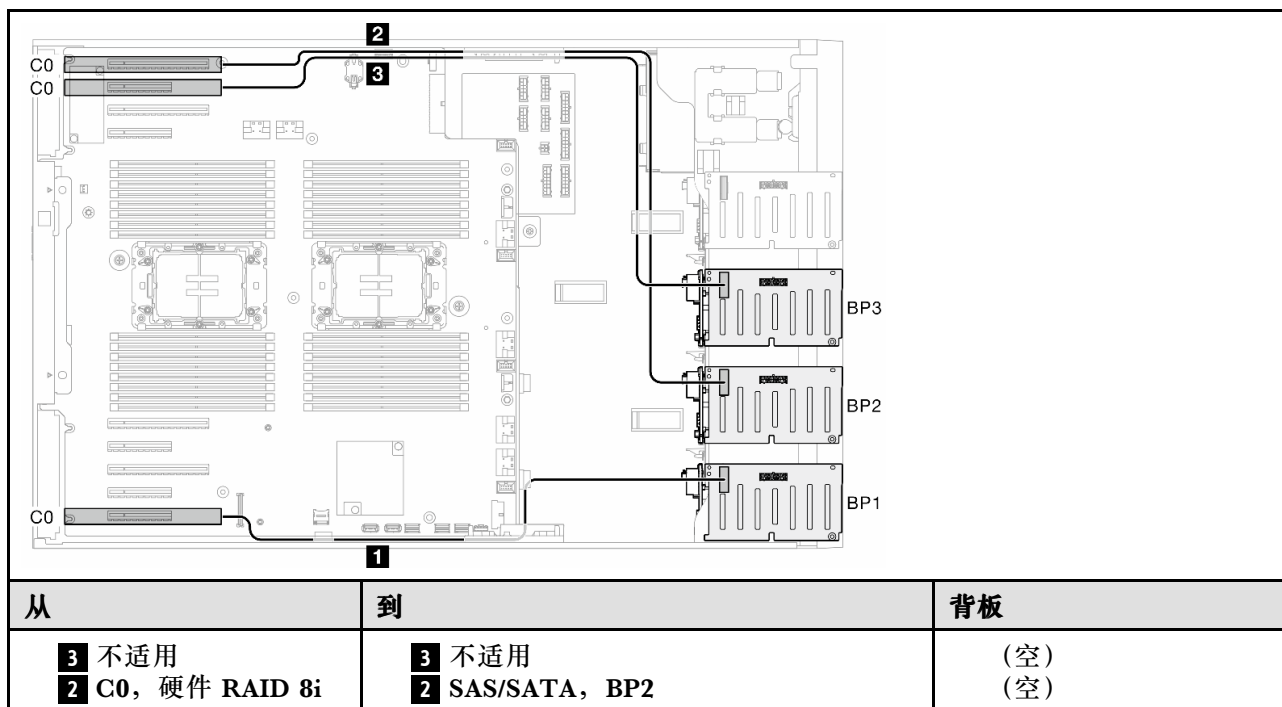 2
C0
3
C0
BP3
BP2
BP1
C0
1
从 到 背板
3 不适用 3 不适用 (空)
2 C0，硬件 RAID 8i 2 SAS/SATA，BP2 (空)